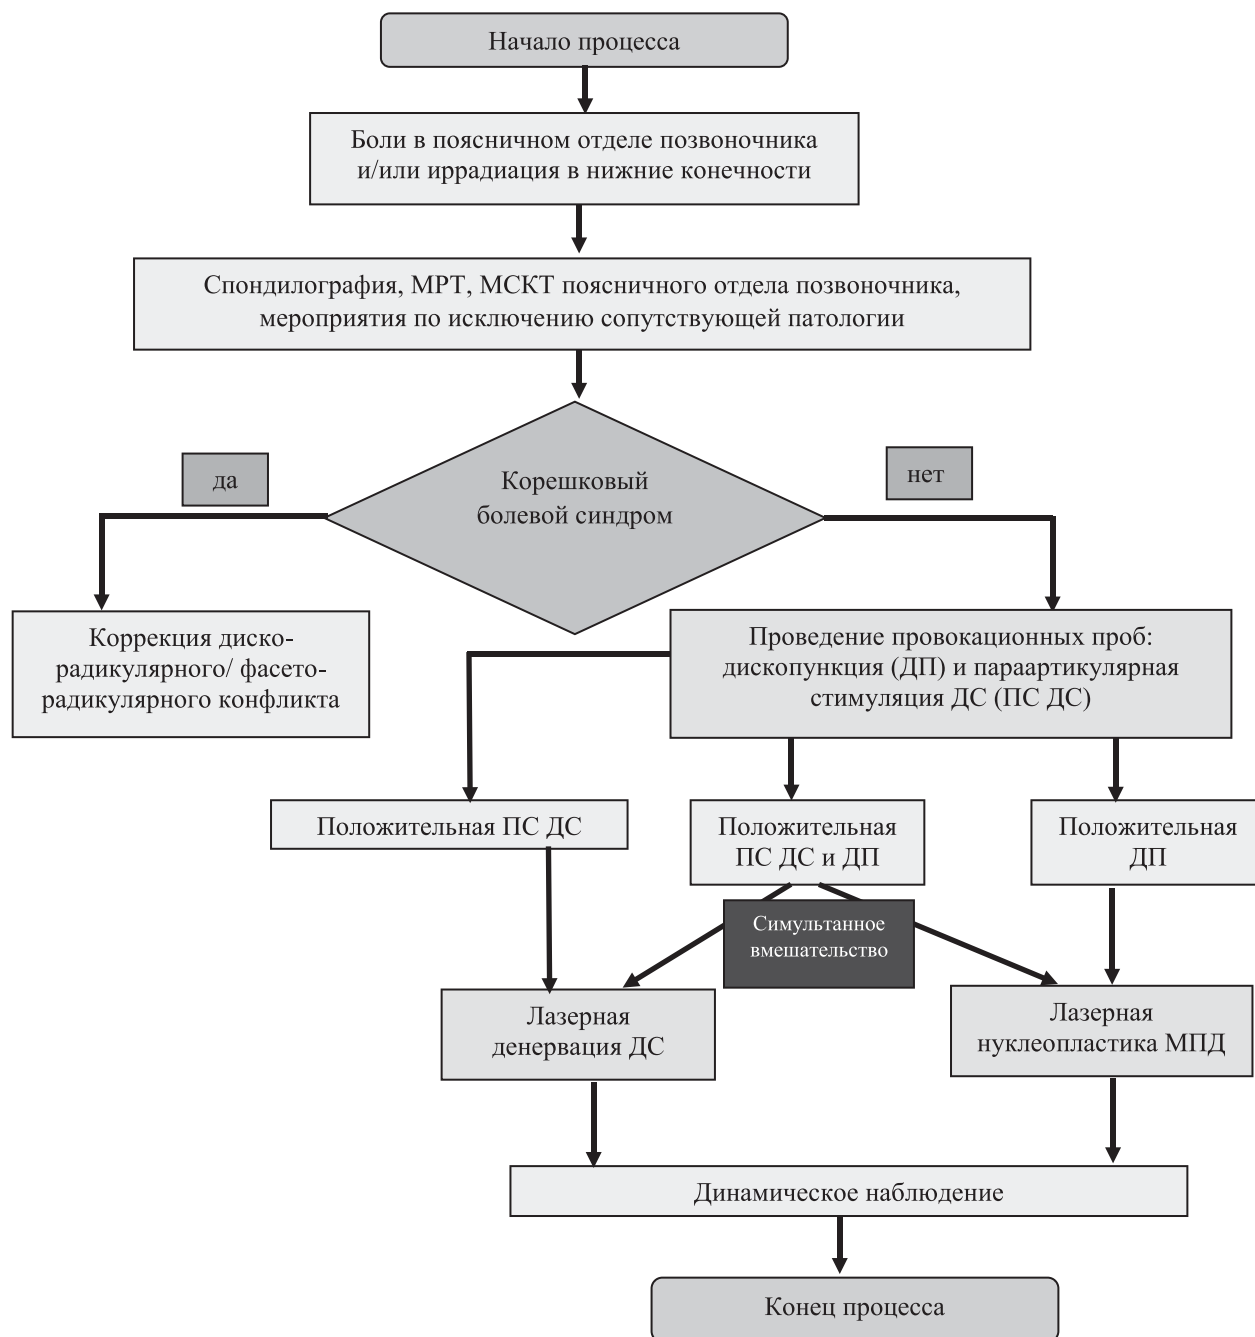 Начало процесса
Боли в поясничном отделе позвоночника
и/или иррадиация в нижние конечности
Спондилография, МРТ, МСКТ поясничного отдела позвоночника,
мероприятия по исключению сопутствующей патологии
да
Корешковый
болевой синдром
нет
Коррекция диско-
радикулярного/ фасето-
радикулярного конфликта
Проведение провокационных проб:
дископункция (ДП) и параартикулярная
стимуляция ДС (ПС ДС)
Положительная ПС ДС
Положительная
ПС ДС и ДП
Положительная
ДП
Симультанное
вмешательство
Лазерная
денервация ДС
Лазерная
нуклеопластика МПД
Динамическое наблюдение
Конец процесса